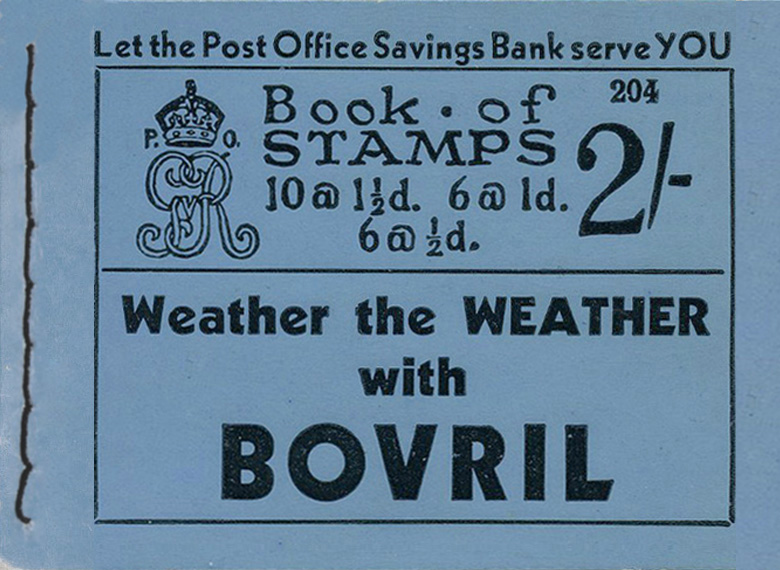 Let the Post Office Savings Bank serve YOU
204
Book · of
STAMPS
2/-
P. O.
GR
10 @ 1½d. 6 @ 1d.
6 @ ½d.
Weather the WEATHER
with
BOVRIL